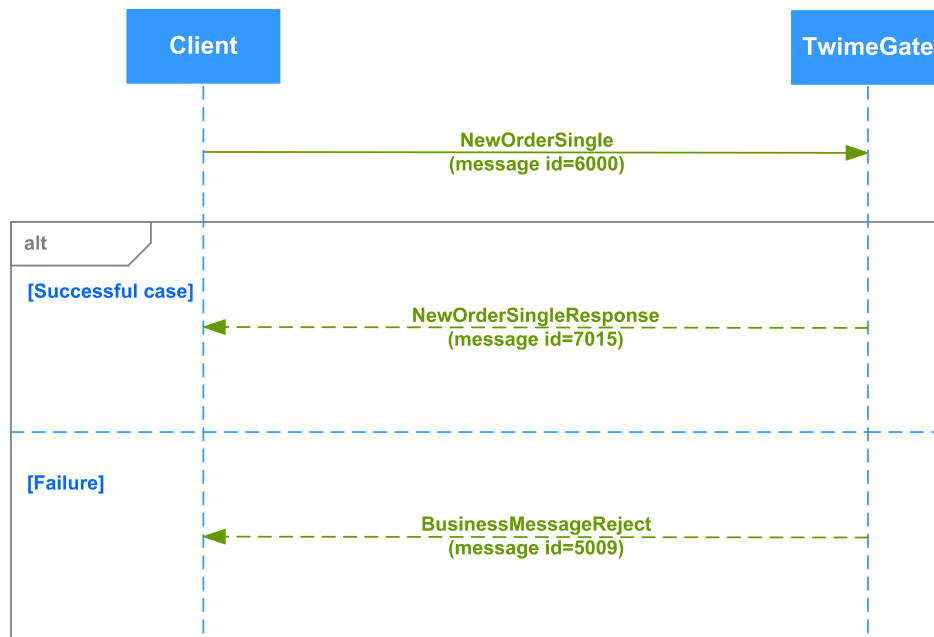 Client
TwimeGate
NewOrderSingle
(message id=6000)
alt
[Successful case]
NewOrderSingleResponse
(message id=7015)
[Failure]
BusinessMessageReject
(message id=5009)